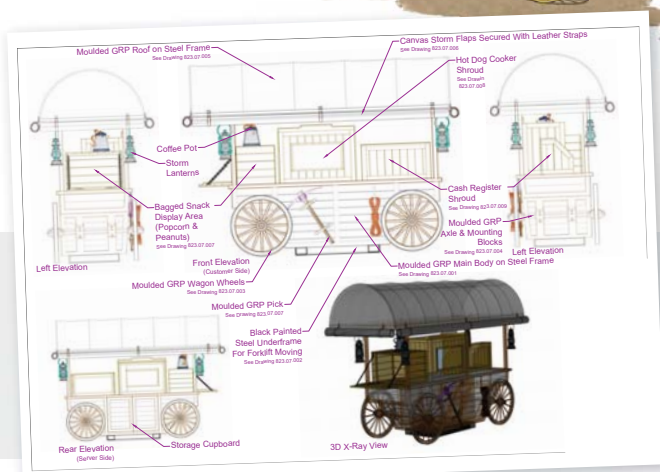 Moulded GRP Roof on Steel Frame
See Drawing 823.07.005
Canvas Storm Flaps Secured With Leather Straps
See Drawing 823.07.006
Hot Dog Cooker
Shroud
See Drawing
823.07.008
Coffee Pot
Storm
Lanterns
Bagged Snack
Display Area
(Popcorn &
Peanuts)
See Drawing 823.07.007
Cash Register
Shroud
See Drawing 823.07.009
Moulded GRP
Axle & Mounting
Blocks
See Drawing 823.07.004
Left Elevation
Front Elevation
(Customer Side)
Left Elevation
Moulded GRP Main Body on Steel Frame
See Drawing 823.07.001
Moulded GRP Wagon Wheels
See Drawing 823.07.003
Moulded GRP Pick
See Drawing 823.07.007
Black Painted
Steel Underframe
For Forklift Moving
See Drawing 823.07.002
Rear Elevation
(Server Side)
Storage Cupboard
3D X-Ray View